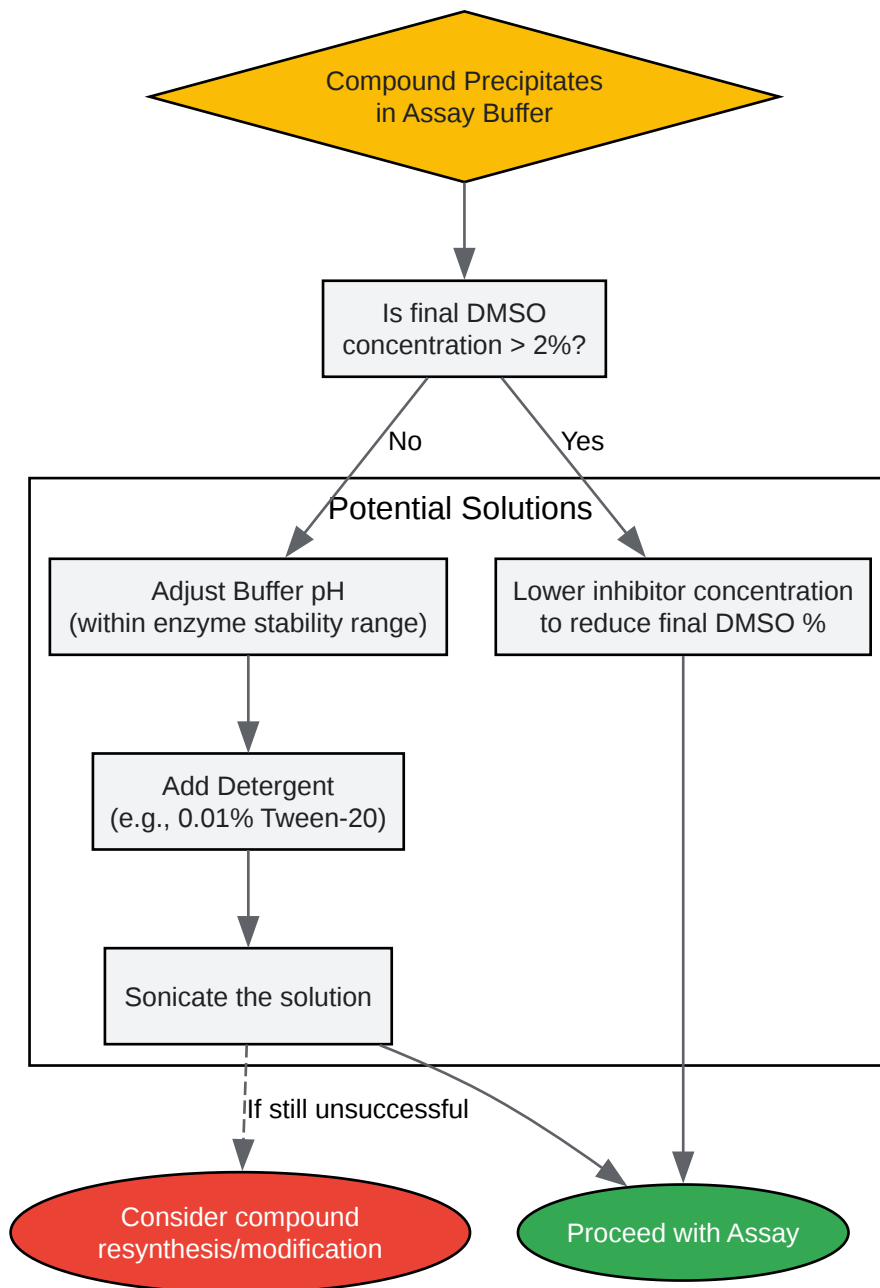 Compound Precipitates
in Assay Buffer
Is final DMSO
concentration > 2%?
No
Yes
Potential Solutions
Adjust Buffer pH
(within enzyme stability range)
Lower inhibitor concentration
to reduce final DMSO %
Add Detergent
(e.g., 0.01% Tween-20)
Sonicate the solution
If still unsuccessful
Consider compound
resynthesis/modification
Proceed with Assay